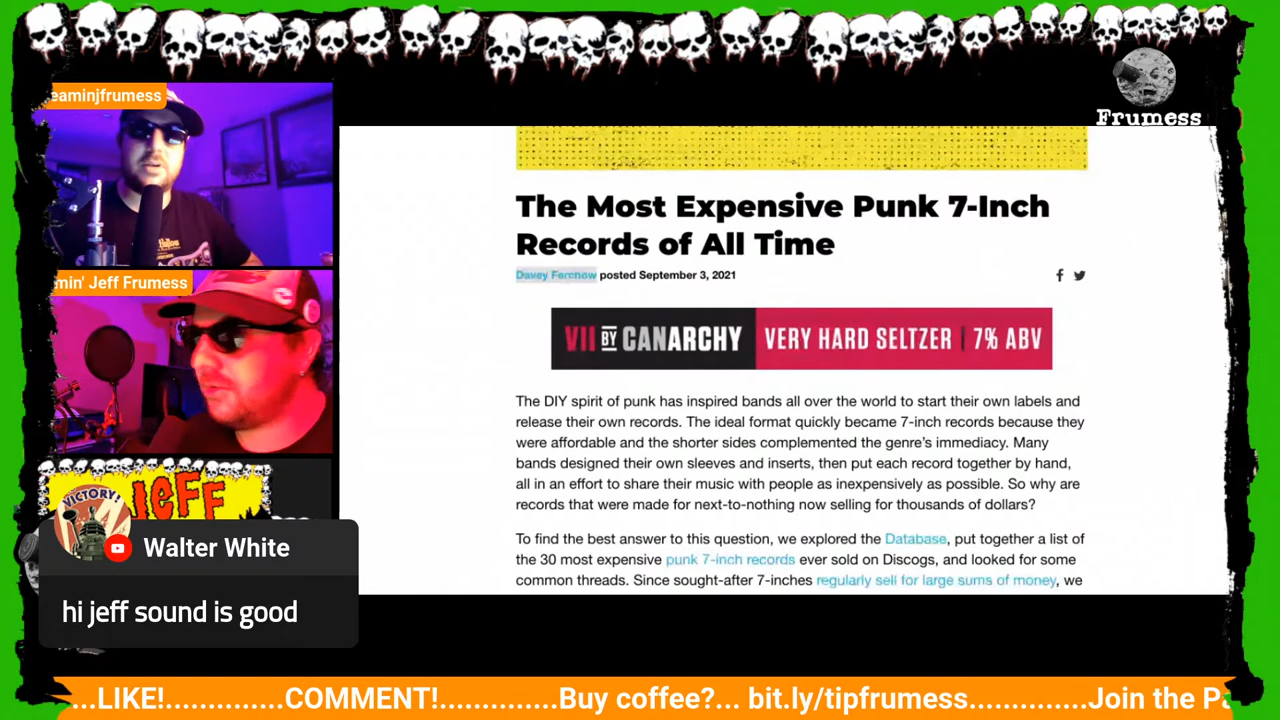 eaminjfrumess
min' Jeff Frumess
VICTORY!
JEFF
Walter White
hi jeff sound is good
Frumess
The Most Expensive Punk 7-Inch
Records of All Time
posted September 3, 2021
VII BY CANARCHY VERY HARD SELTZER | 7% ABV
The DIY spirit of punk has inspired bands all over the world to start their own labels and
release their own records. The ideal format quickly became 7-inch records because they
were affordable and the shorter sides complemented the genre's immediacy. Many
bands designed their own sleeves and inserts, then put each record together by hand,
all in an effort to share their music with people as inexpensively as possible. So why are
records that were made for next-to-nothing now selling for thousands of dollars?
To find the best answer to this question, we explored the Database, put together a list of
the 30 most expensive punk 7-inch records ever sold on Discogs, and looked for some
common threads. Since sought-after 7-inches regularly sell for large sums of money, we
...LIKE!.............COMMENT!.............Buy coffee?... bit.ly/tipfrumess.............Join the Pa